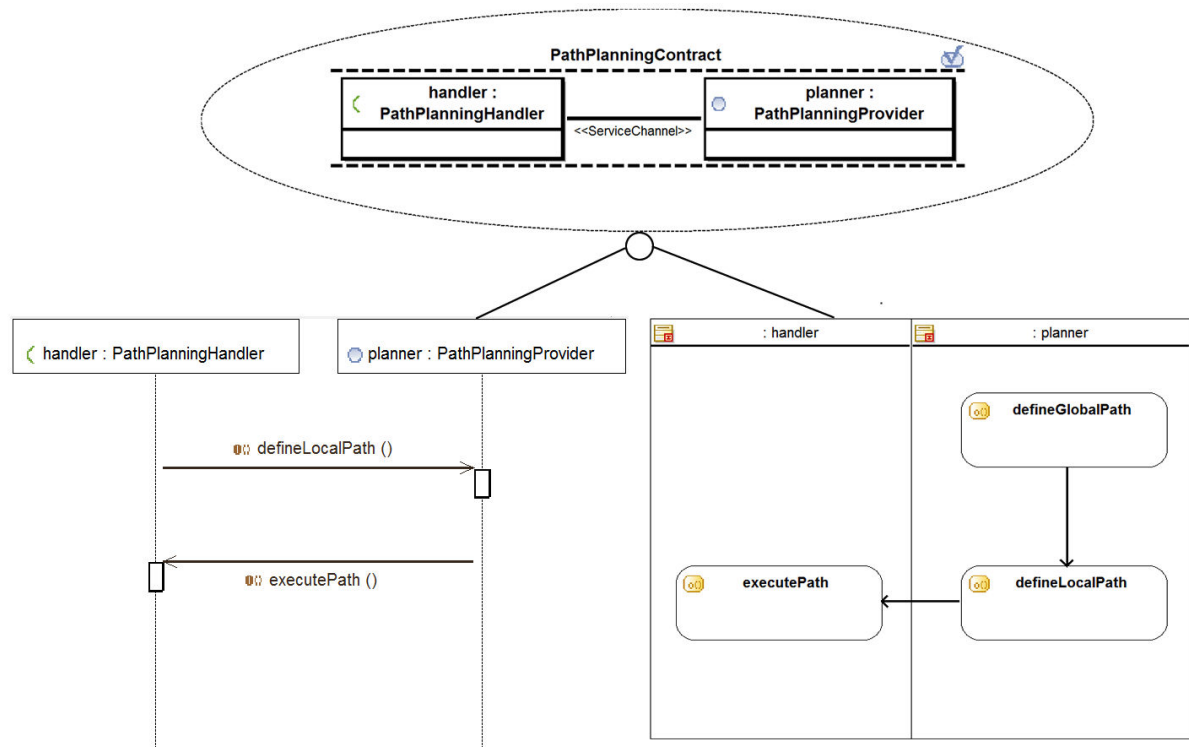 PathPlanningContract
handler :
PathPlanningHandler
<<ServiceChannel>>
planner :
PathPlanningProvider
handler : PathPlanningHandler
planner : PathPlanningProvider
defineLocalPath ()
executePath ()
: handler
: planner
defineGlobalPath
executePath
defineLocalPath